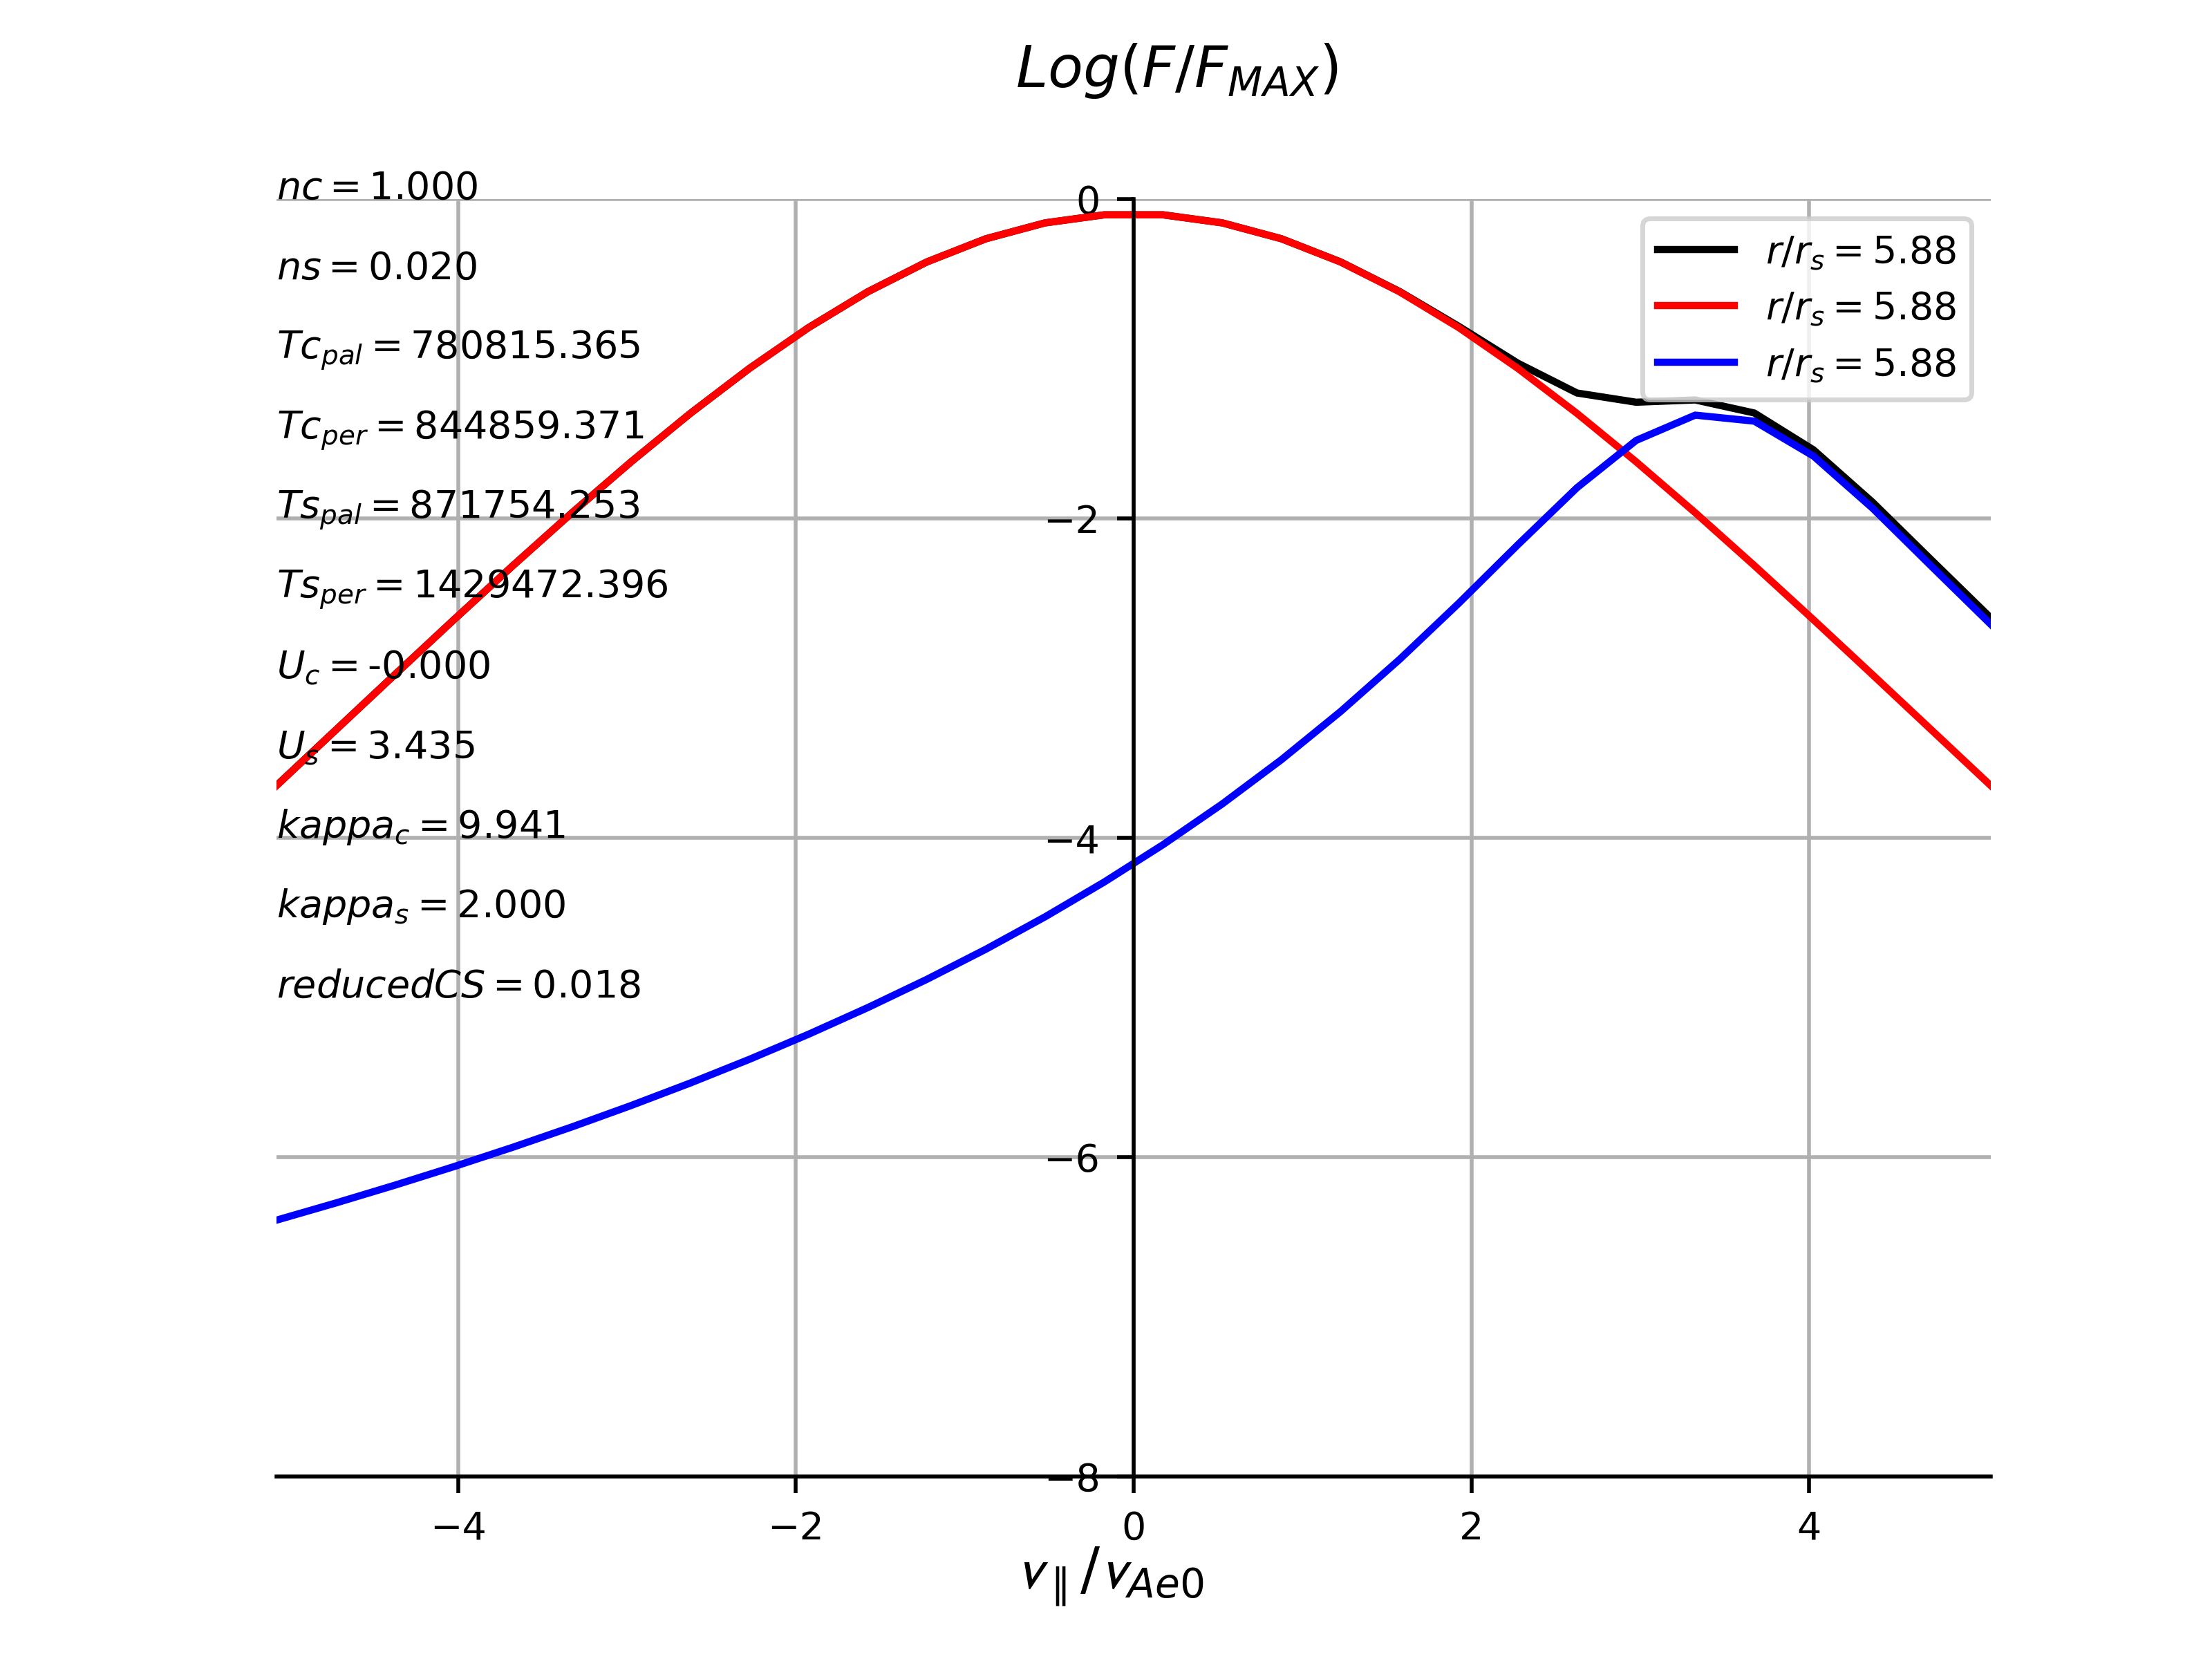 Log(F/F_MAX)
nc = 1.000
ns = 0.020
Tc_pal = 780815.365
Tc_per = 844859.371
Ts_pal = 871754.253
Ts_per = 1429472.396
U_c = -0.000
U_s = 3.435
kappa_c = 9.941
kappa_s = 2.000
reducedCS = 0.018
0
−2
−4
−6
−8
r/r_s = 5.88
r/r_s = 5.88
r/r_s = 5.88
−4 −2 0 2 4
v_∥/v_Ae0